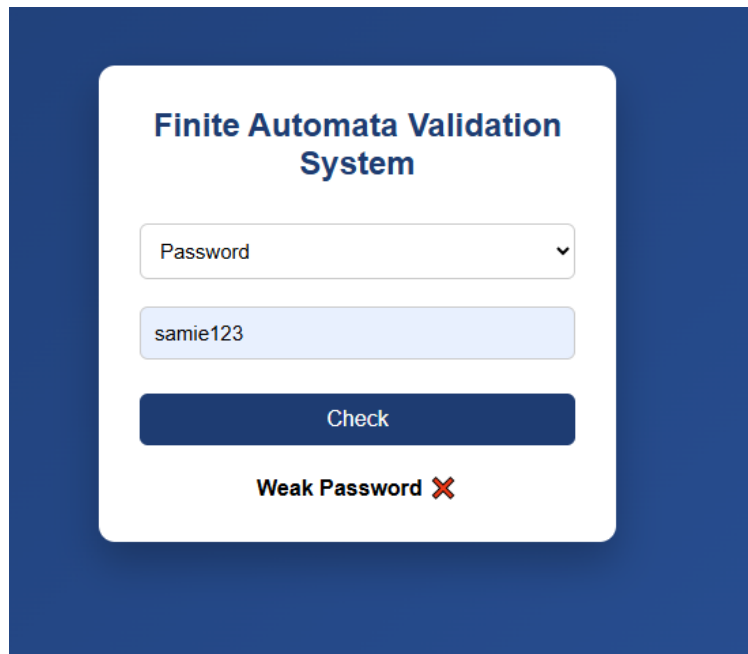 Finite Automata Validation
System
Password
samie123
Check
Weak Password ❌